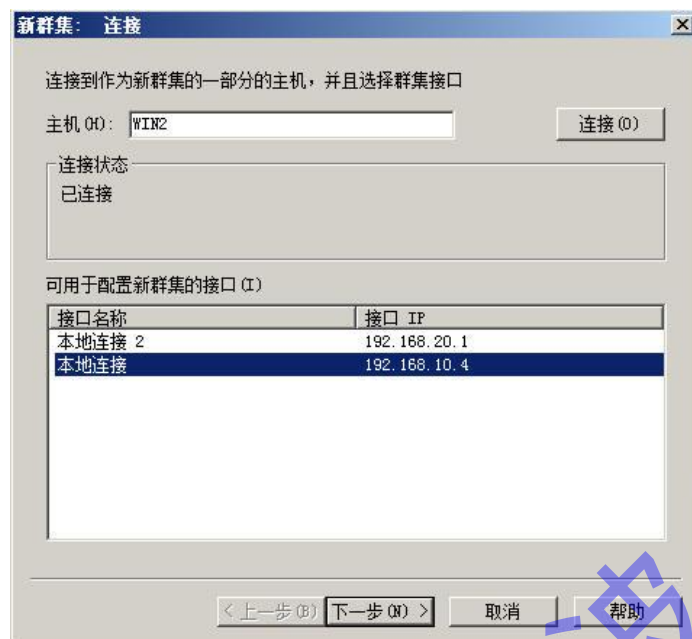 新群集: 连接
连接到作为新群集的一部分的主机，并且选择群集接口
主机(H): WIN2 连接(O)
连接状态
已连接
可用于配置新群集的接口(I)
接口名称 接口 IP
本地连接 2 192.168.20.1
本地连接 192.168.10.4
< 上一步(B) 下一步(N) > 取消 帮助